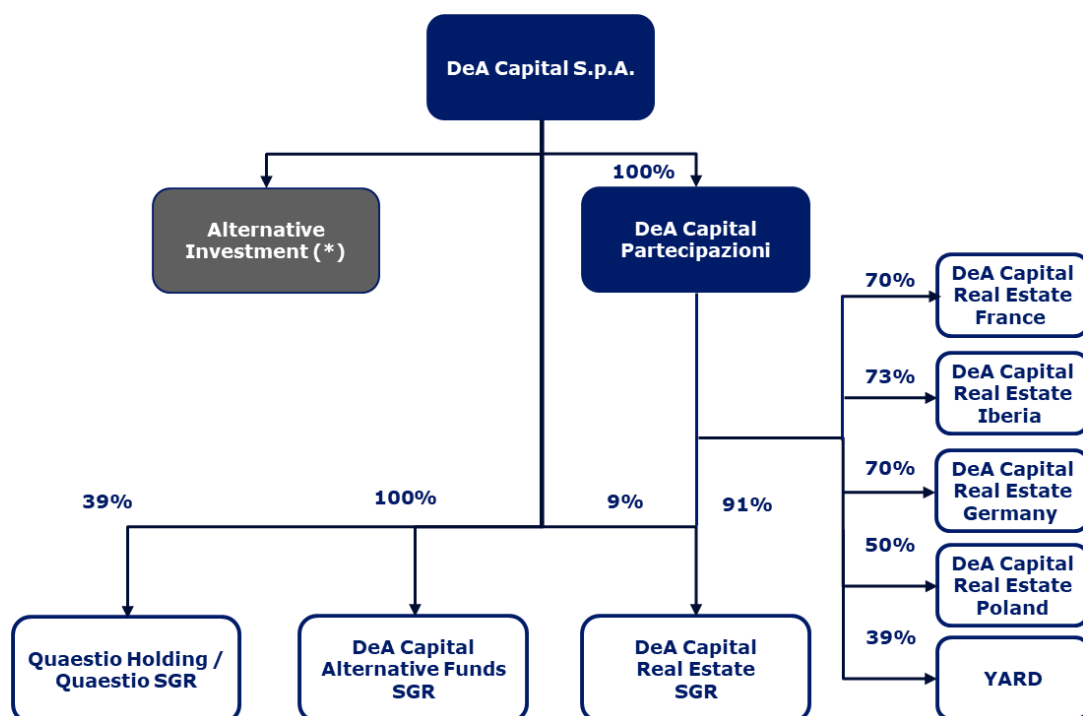 DeA Capital S.p.A.
100%
Alternative
Investment (*)
DeA Capital
Partecipazioni
70%
DeA Capital
Real Estate
France
73%
DeA Capital
Real Estate
Iberia
70%
DeA Capital
Real Estate
Germany
39%
100%
9%
91%
50%
DeA Capital
Real Estate
Poland
39%
Quaestio Holding /
Quaestio SGR
DeA Capital
Alternative Funds
SGR
DeA Capital
Real Estate
SGR
YARD